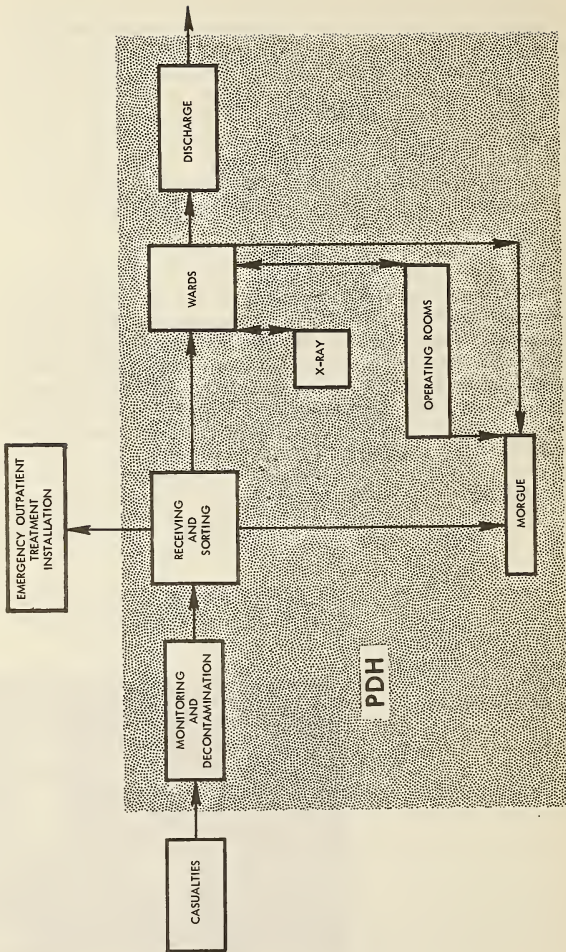 EMERGENCY OUTPATIENT
TREATMENT
INSTALLATION
CASUALTIES
MONITORING
AND
DECONTAMINATION
RECEIVING
AND
SORTING
WARDS
DISCHARGE
X-RAY
OPERATING ROOMS
MORGUE
PDH